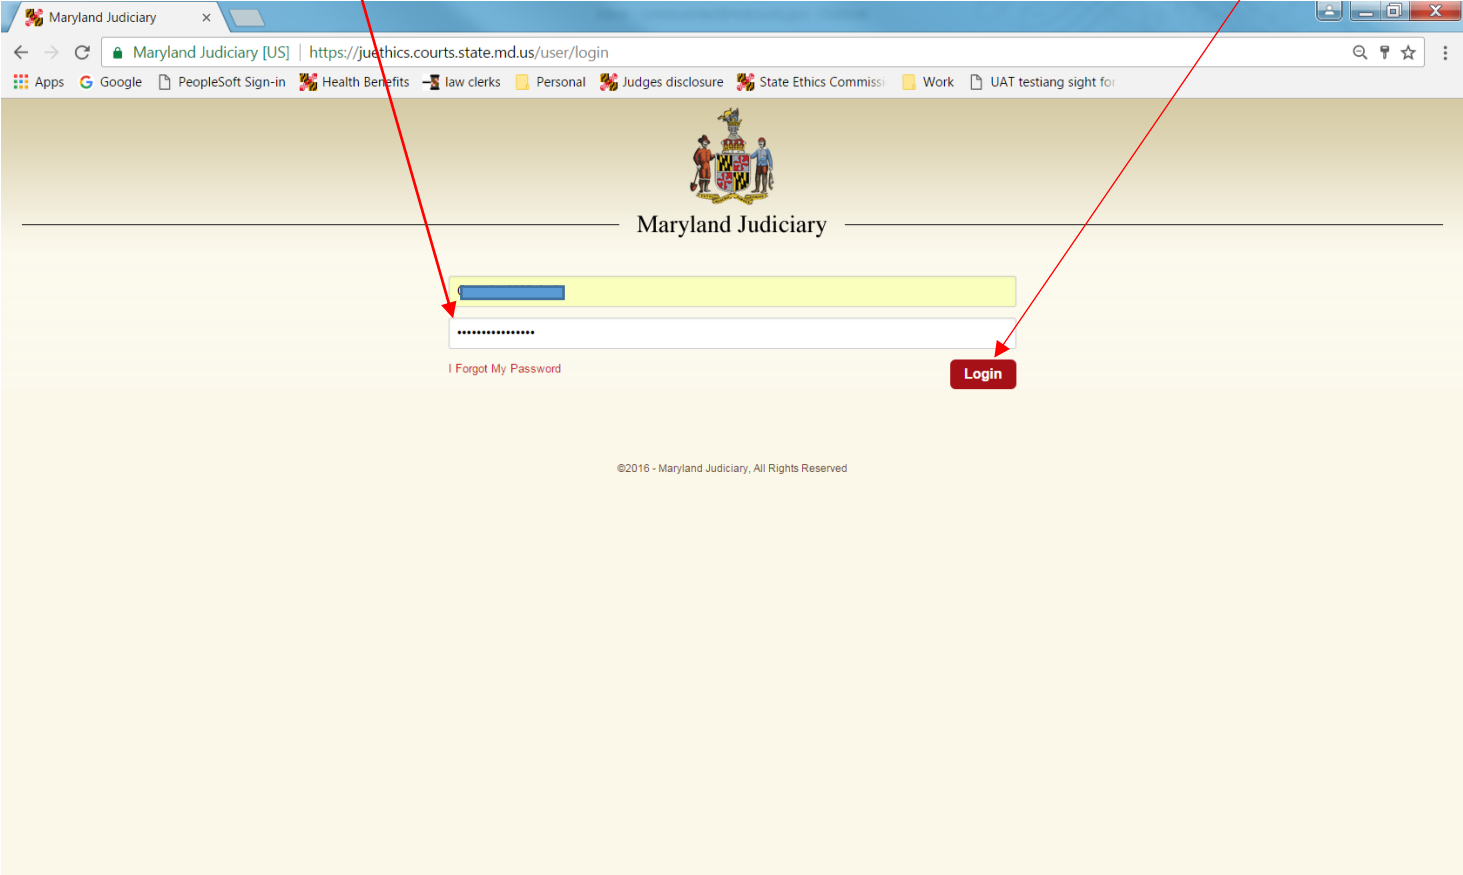 Maryland Judiciary
Maryland Judiciary [US] | https://juethics.courts.state.md.us/user/login
Apps Google PeopleSoft Sign-in Health Benefits law clerks Personal Judges disclosure State Ethics Commissi Work UAT testiang sight for
Maryland Judiciary
••••••••••••••••
I Forgot My Password
Login
©2016 - Maryland Judiciary, All Rights Reserved